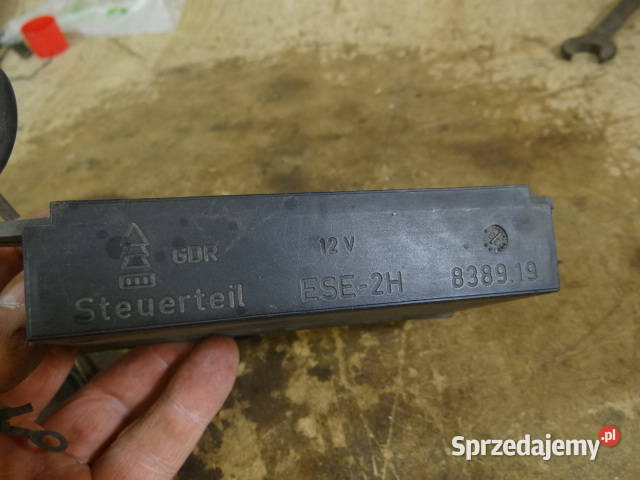 GDR 12 V
Steuerteil ESE-2H 8389.19
Sprzedajemy.pl